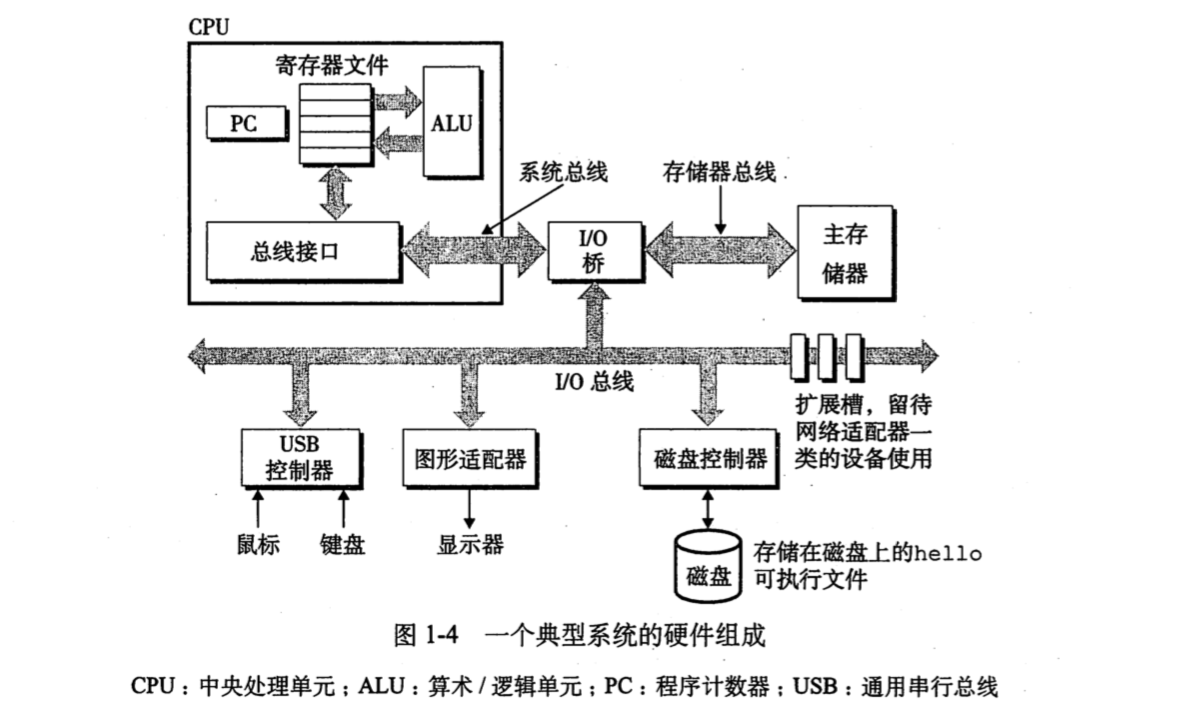 CPU
寄存器文件
PC
ALU
系统总线
存储器总线
总线接口
I/O
桥
主存
储器
I/O 总线
扩展槽，留待
网络适配器一
类的设备使用
USB
控制器
图形适配器
磁盘控制器
鼠标
键盘
显示器
磁盘
存储在磁盘上的hello
可执行文件
图 1-4 一个典型系统的硬件组成
CPU：中央处理单元；ALU：算术 / 逻辑单元；PC：程序计数器；USB：通用串行总线